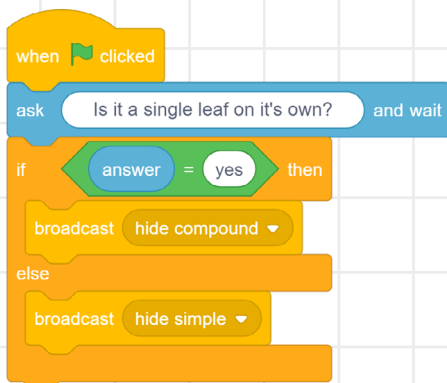 when clicked
ask Is it a single leaf on it's own? and wait
if answer = yes then
broadcast hide compound
else
broadcast hide simple